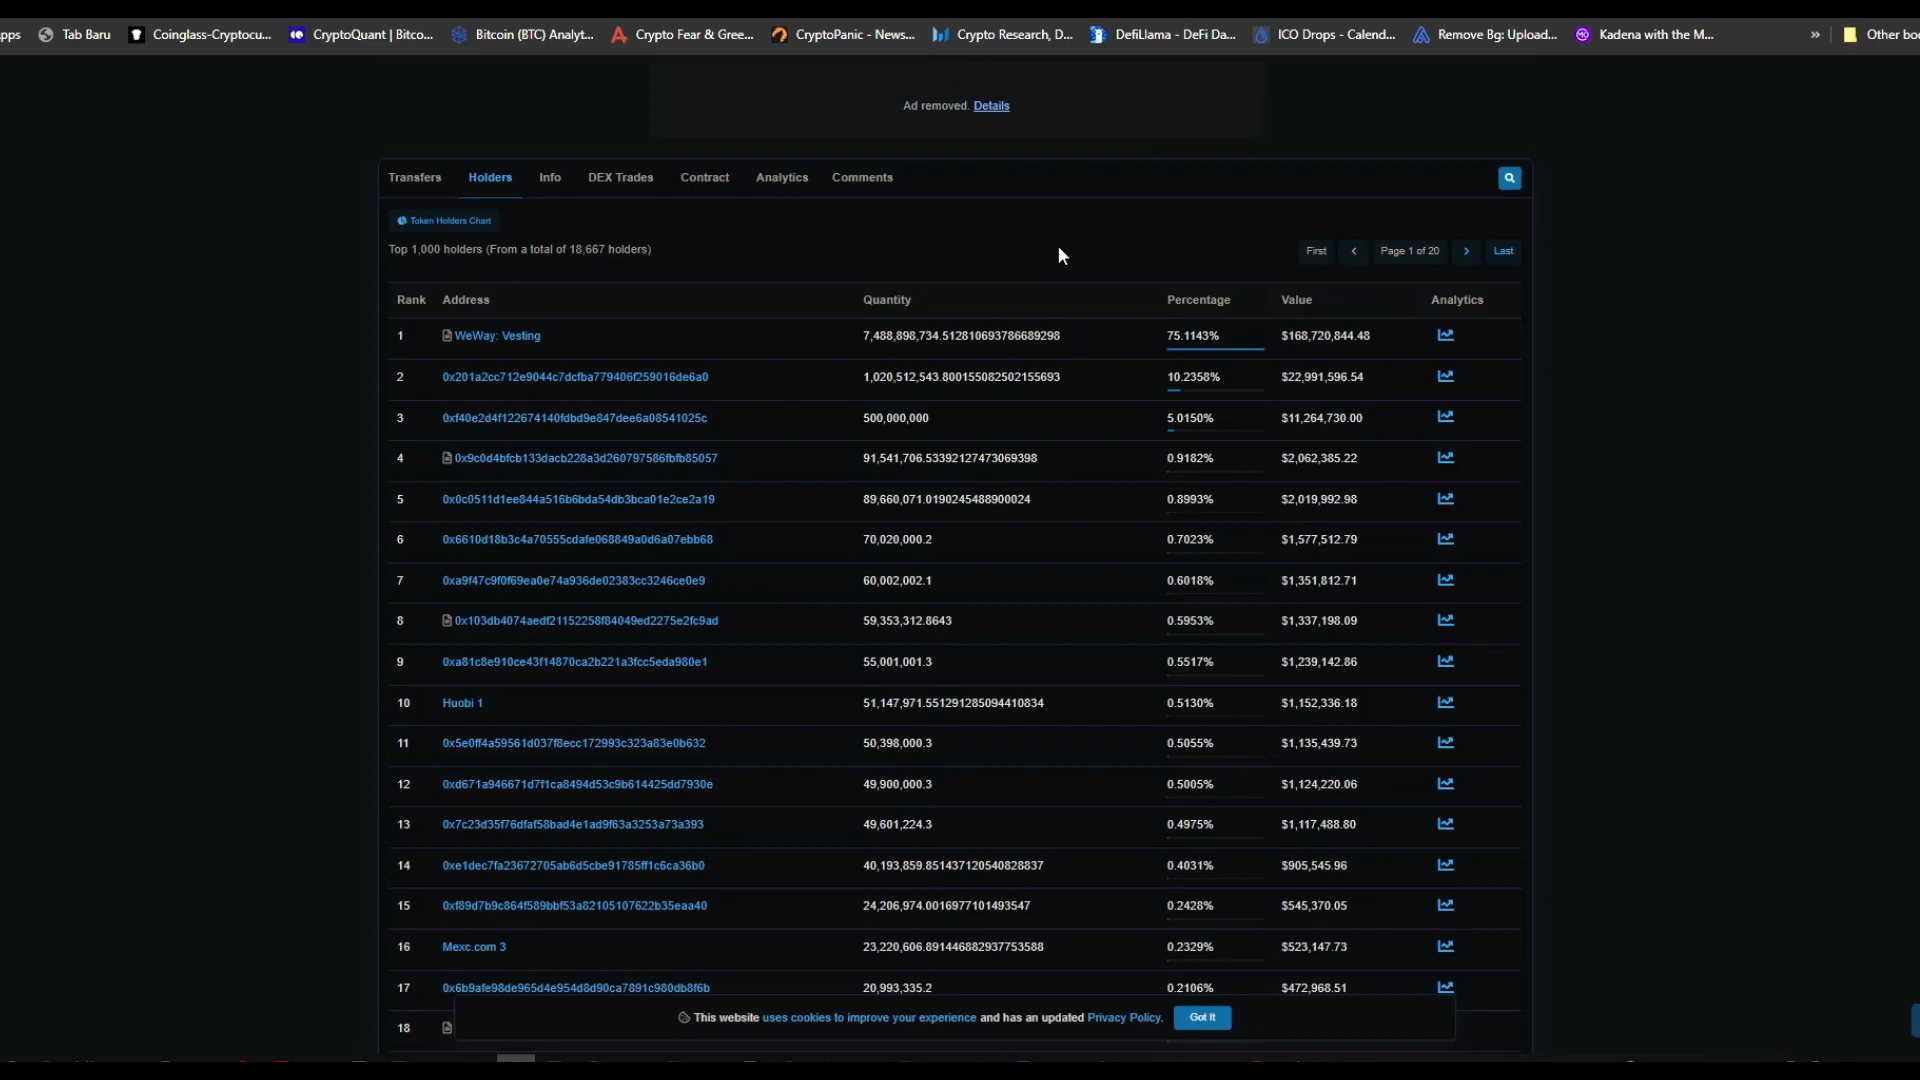 pps Tab Baru Coinglass-Cryptocu... CryptoQuant | Bitco... Bitcoin (BTC) Analyt... Crypto Fear & Gree... CryptoPanic - News... Crypto Research, D... DefiLlama - DeFi Da... ICO Drops - Calend... Remove Bg: Upload... Kadena with the M... » Other boo
Ad removed. Details
Transfers Holders Info DEX Trades Contract Analytics Comments
Token Holders Chart
Top 1,000 holders (From a total of 18,667 holders) First Page 1 of 20 Last
Rank Address Quantity Percentage Value Analytics
1 WeWay: Vesting 7,488,898,734.512810693786689298 75.1143% $168,720,844.48
2 0x201a2cc712e9044c7dcfba779406f259016de6a0 1,020,512,543.800155082502155693 10.2358% $22,991,596.54
3 0xf40e2d4f122674140fdbd9e847dee6a08541025c 500,000,000 5.0150% $11,264,730.00
4 0x9c0d4bfcb133dacb228a3d260797586fbfb85057 91,541,706.53392127473069398 0.9182% $2,062,385.22
5 0x0c0511d1ee844a516b6bda54db3bca01e2ce2a19 89,660,071.0190245488900024 0.8993% $2,019,992.98
6 0x6610d18b3c4a70555cdafe068849a0d6a07ebb68 70,020,000.2 0.7023% $1,577,512.79
7 0xa9f47c9f0f69ea0e74a936de02383cc3246ce0e9 60,002,002.1 0.6018% $1,351,812.71
8 0x103db4074aedf21152258f84049ed2275e2fc9ad 59,353,312.8643 0.5953% $1,337,198.09
9 0xa81c8e910ce43f14870ca2b221a3fcc5eda980e1 55,001,001.3 0.5517% $1,239,142.86
10 Huobi 1 51,147,971.551291285094410834 0.5130% $1,152,336.18
11 0x5e0ff4a59561d037f8ecc172993c323a83e0b632 50,398,000.3 0.5055% $1,135,439.73
12 0xd671a946671d7f1ca8494d53c9b614425dd7930e 49,900,000.3 0.5005% $1,124,220.06
13 0x7c23d35f76dfaf58bad4e1ad9f63a3253a73a393 49,601,224.3 0.4975% $1,117,488.80
14 0xe1dec7fa23672705ab6d5cbe91785ff1c6ca36b0 40,193,859.851437120540828837 0.4031% $905,545.96
15 0xf89d7b9c864f589bbf53a82105107622b35eaa40 24,206,974.0016977101493547 0.2428% $545,370.05
16 Mexc.com 3 23,220,606.891446882937753588 0.2329% $523,147.73
17 0x6b9afe98de965d4e954d8d90ca7891c980db8f6b 20,993,335.2 0.2106% $472,968.51
18
This website uses cookies to improve your experience and has an updated Privacy Policy. Got It